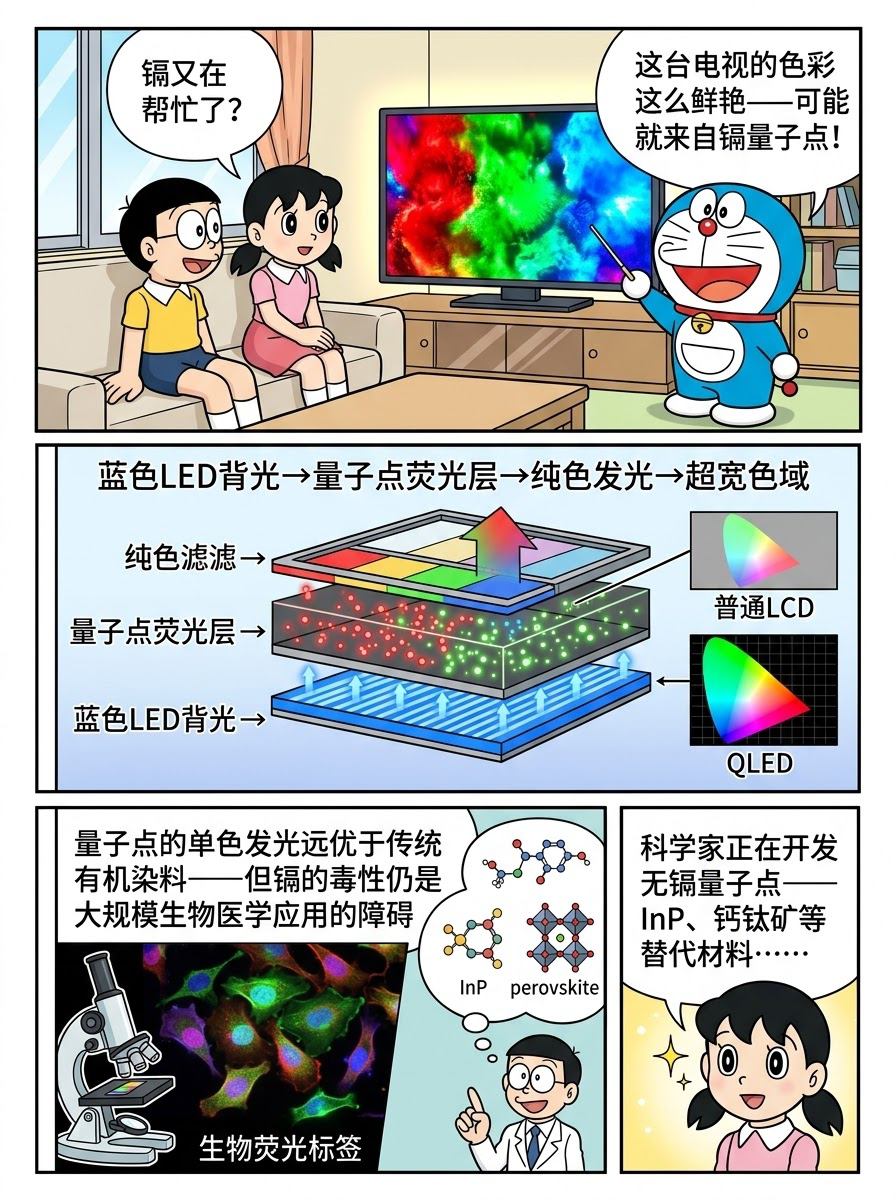 镉又在
帮忙了？
这台电视的色彩
这么鲜艳——可能
就来自镉量子点！
蓝色LED背光→量子点荧光层→纯色发光→超宽色域
纯色滤滤→
量子点荧光层→
蓝色LED背光→
普通LCD
QLED
量子点的单色发光远优于传统
有机染料——但镉的毒性仍是
大规模生物医学应用的障碍
InP
perovskite
生物荧光标签
科学家正在开发
无镉量子点——
InP、钙钛矿等
替代材料……